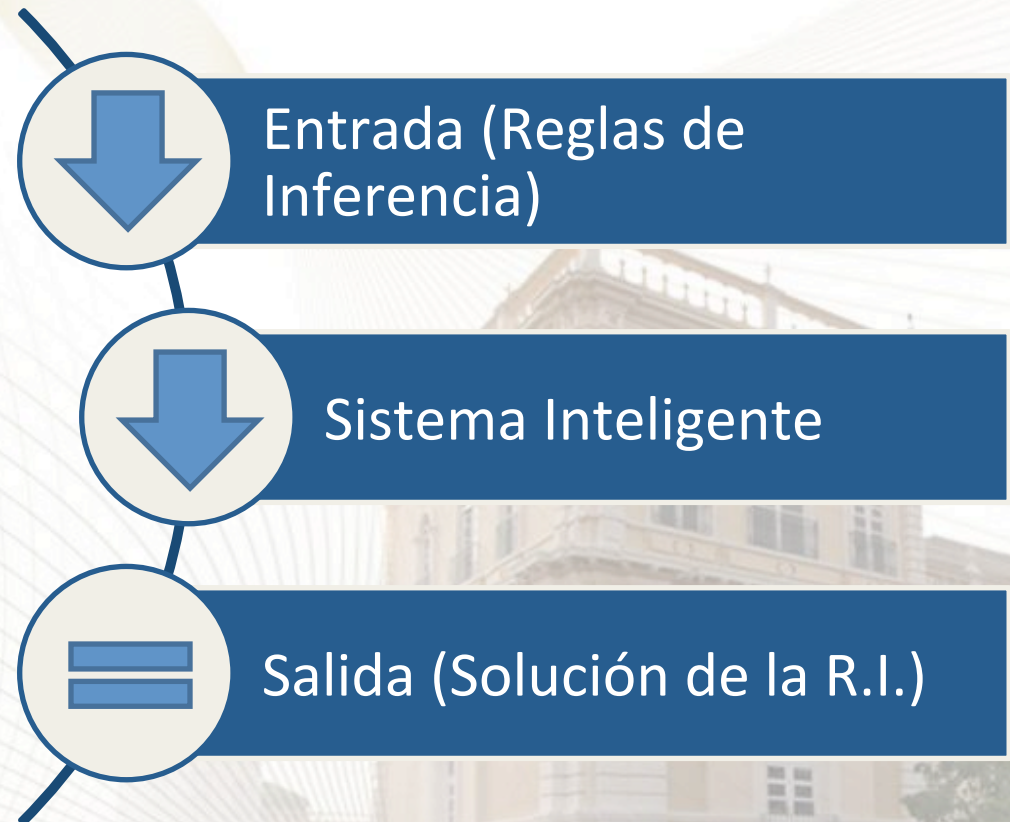 Entrada (Reglas de
Inferencia)
Sistema Inteligente
Salida (Solución de la R.I.)